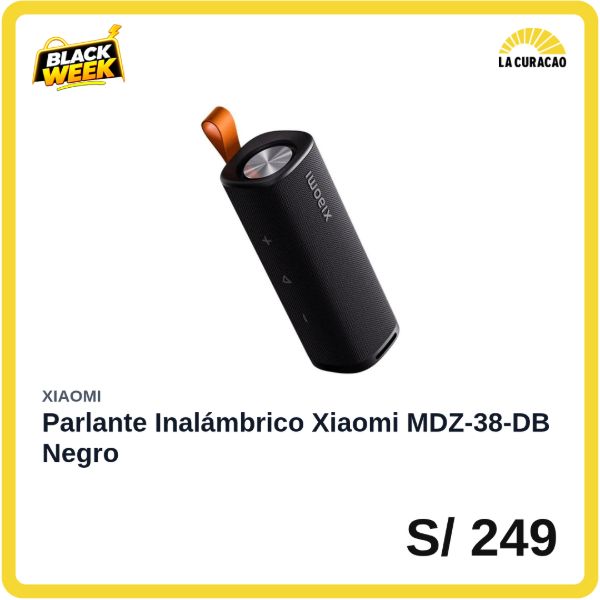 BLACK
WEEK
LA CURACAO
xiaomi
XIAOMI
Parlante Inalámbrico Xiaomi MDZ-38-DB
Negro
S/ 249